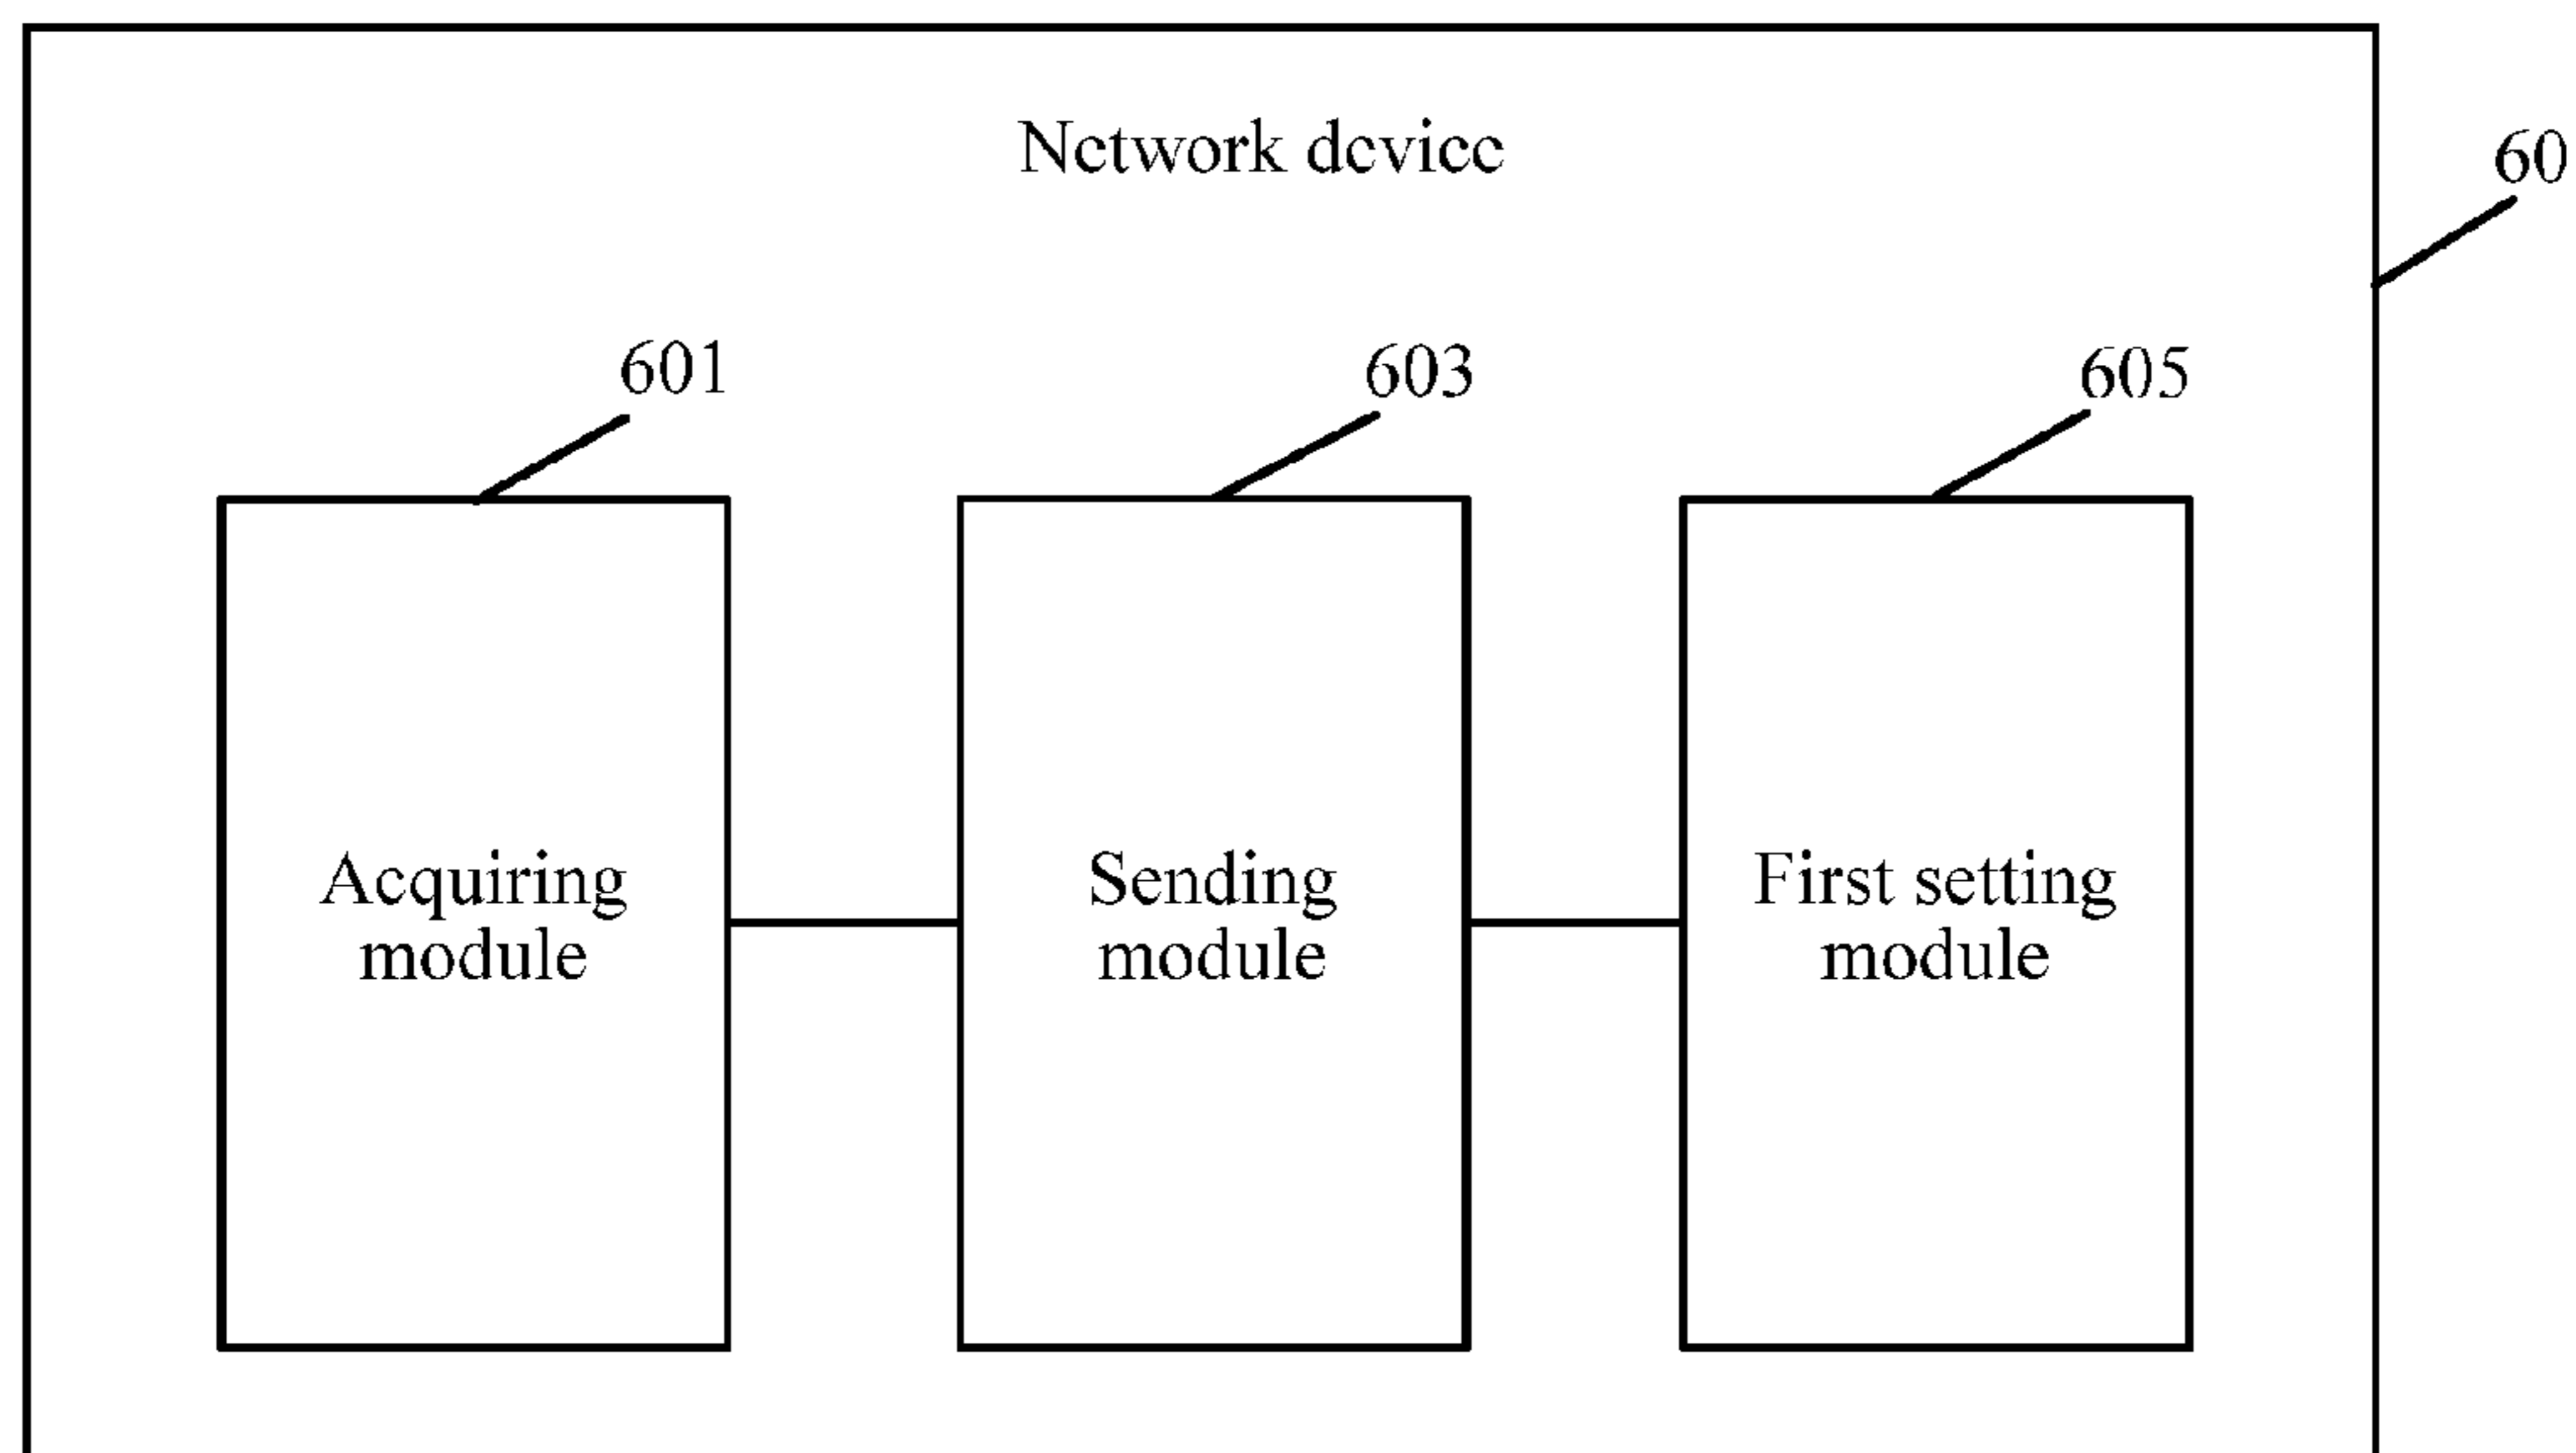 Network device
60
601
603
605
Acquiring
module
Sending
module
First setting
module